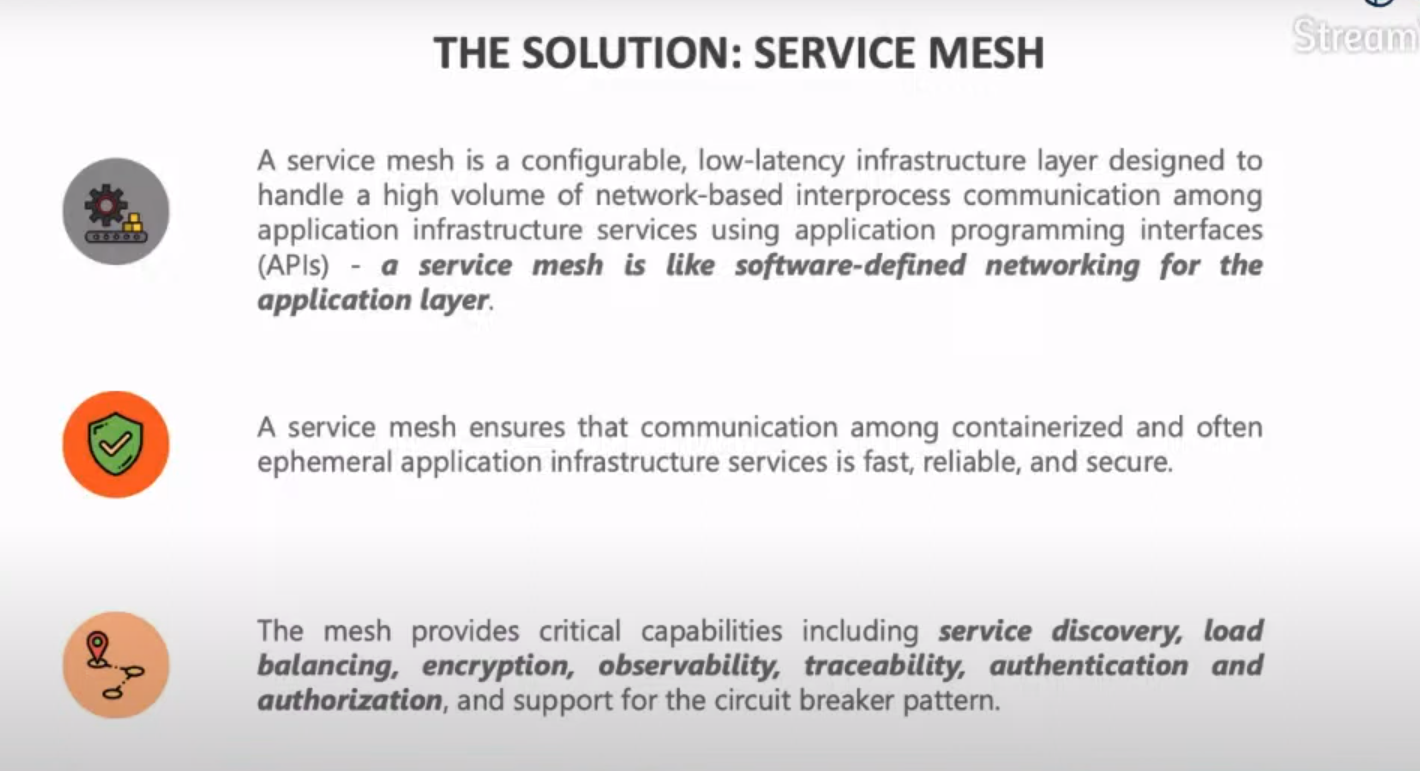 Stream
THE SOLUTION: SERVICE MESH
A service mesh is a configurable, low-latency infrastructure layer designed to
handle a high volume of network-based interprocess communication among
application infrastructure services using application programming interfaces
(APIs) - a service mesh is like software-defined networking for the
application layer.
A service mesh ensures that communication among containerized and often
ephemeral application infrastructure services is fast, reliable, and secure.
The mesh provides critical capabilities including service discovery, load
balancing, encryption, observability, traceability, authentication and
authorization, and support for the circuit breaker pattern.